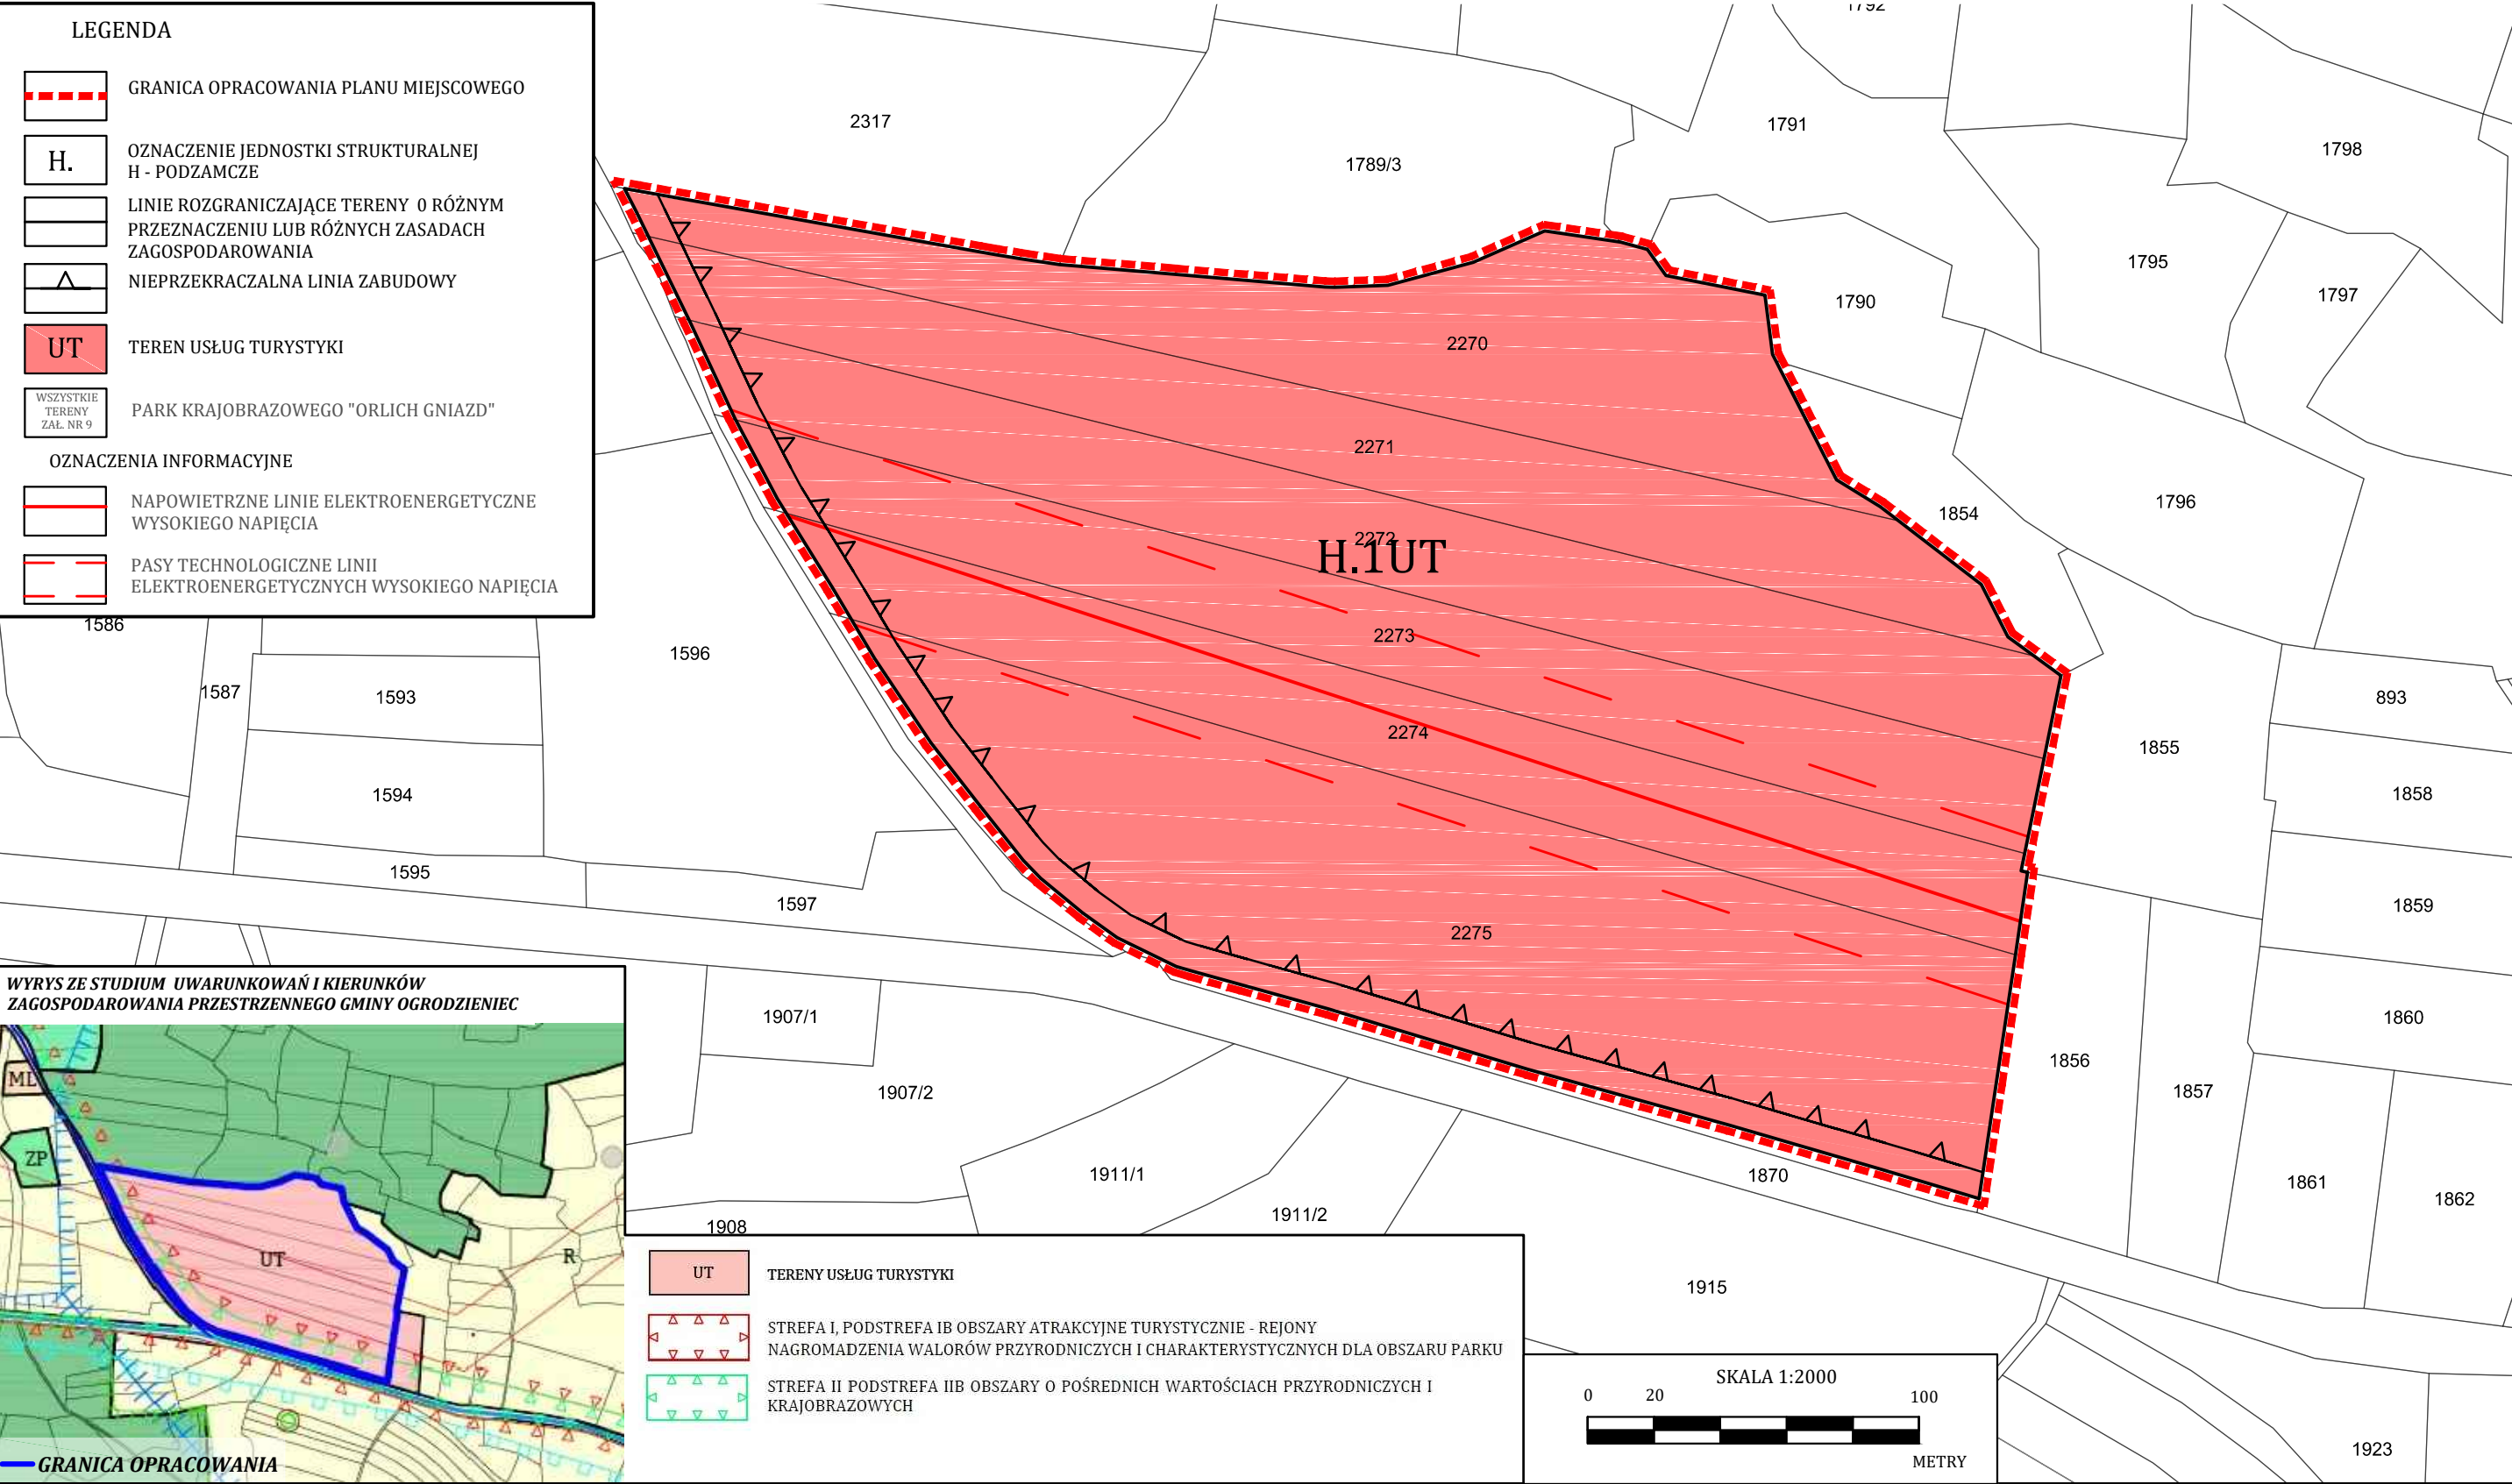 LEGENDA
GRANICA OPRACOWANIA PLANU MIEJSCOWEGO
H.
OZNACZENIE JEDNOSTKI STRUKTURALNEJ
H - PODZAMCZE
LINIE ROZGRANICZAJĄCE TERENY 0 RÓŻNYM
PRZEZNACZENIU LUB RÓŻNYCH ZASADACH
ZAGOSPODAROWANIA
NIEPRZEKRACZALNA LINIA ZABUDOWY
UT
TEREN USŁUG TURYSTYKI
WSZYSTKIE
TERENY
ZAŁ. NR 9
PARK KRAJOBRAZOWEGO "ORLICH GNIAZD"
OZNACZENIA INFORMACYJNE
NAPOWIETRZNE LINIE ELEKTROENERGETYCZNE
WYSOKIEGO NAPIĘCIA
PASY TECHNOLOGICZNE LINII
ELEKTROENERGETYCZNYCH WYSOKIEGO NAPIĘCIA
1792
2317
1789/3
1791
1798
1795
1790
1797
2270
2271
1796
1854
2272
H.1UT
1586
2273
1596
1587
1593
893
2274
1855
1594
1858
1595
1597
1859
2275
1907/1
1860
1856
1907/2
1857
1911/1
1870
1861
1862
1911/2
1908
1915
1923
WYRYS ZE STUDIUM UWARUNKOWAŃ I KIERUNKÓW
ZAGOSPODAROWANIA PRZESTRZENNEGO GMINY OGRODZIENIEC
ML
ZP
UT
R
GRANICA OPRACOWANIA
UT
TERENY USŁUG TURYSTYKI
STREFA I, PODSTREFA IB OBSZARY ATRAKCYJNE TURYSTYCZNIE - REJONY
NAGROMADZENIA WALORÓW PRZYRODNICZYCH I CHARAKTERYSTYCZNYCH DLA OBSZARU PARKU
STREFA II PODSTREFA IIB OBSZARY O POŚREDNICH WARTOŚCIACH PRZYRODNICZYCH I
KRAJOBRAZOWYCH
SKALA 1:2000
0 20 100
METRY